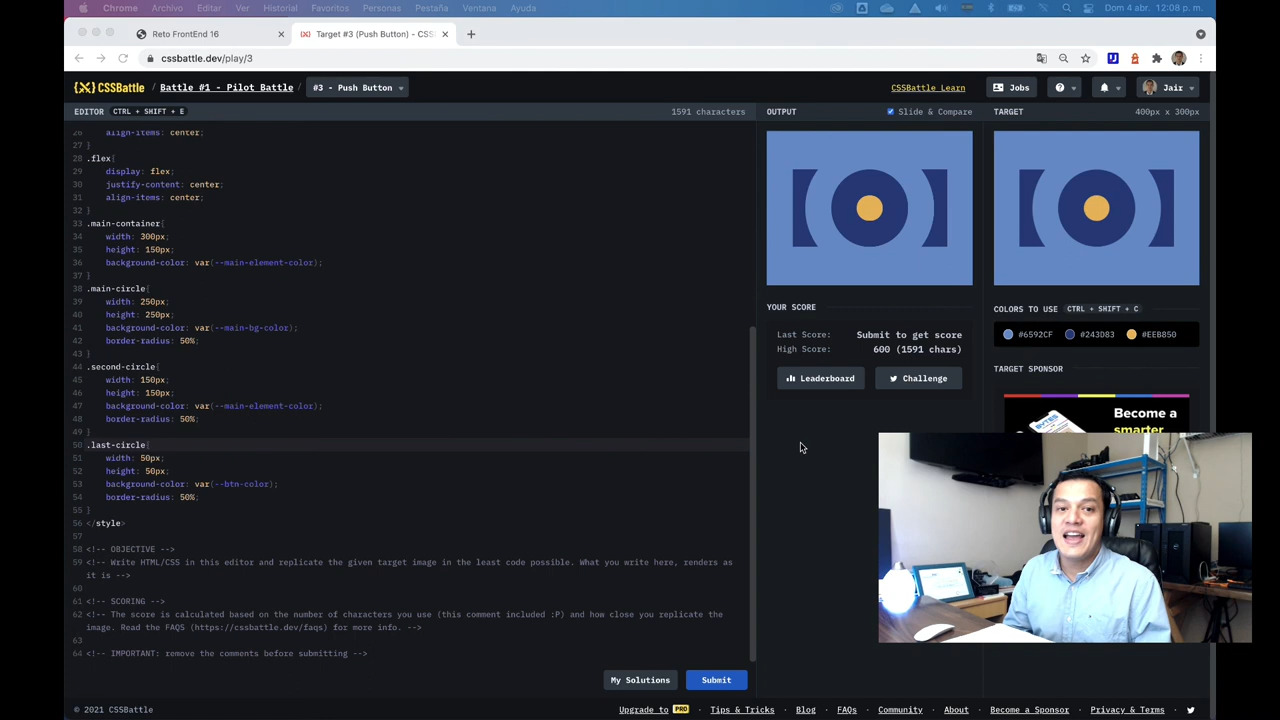 Chrome Archivo Editar Ver Historial Favoritos Personas Pestaña Ventana Ayuda Dom 4 abr. 12:08 p. m.
Reto FrontEnd 16
Target #3 (Push Button) - CSS
cssbattle.dev/play/3
CSSBATTLE Battle #1 - Pilot Battle / #3 - Push Button CSSBattle Learn Jobs Jair
EDITOR CTRL + SHIFT + E 1591 characters OUTPUT Slide & Compare TARGET 400px x 300px
26 align-items: center;
27 }
28 .flex{
29 display: flex;
30 justify-content: center;
31 align-items: center;
32 }
33 .main-container{
34 width: 300px;
35 height: 150px;
36 background-color: var(--main-element-color);
37 }
38 .main-circle{
39 width: 250px;
40 height: 250px;
41 background-color: var(--main-bg-color);
42 border-radius: 50%;
43 }
44 .second-circle{
45 width: 150px;
46 height: 150px;
47 background-color: var(--main-element-color);
48 border-radius: 50%;
49 }
50 .last-circle{
51 width: 50px;
52 height: 50px;
53 background-color: var(--btn-color);
54 border-radius: 50%;
55 }
56 </style>
57
58 <!-- OBJECTIVE -->
59 <!-- Write HTML/CSS in this editor and replicate the given target image in the least code possible. What you write here, renders as
it is -->
60
61 <!-- SCORING -->
62 <!-- The score is calculated based on the number of characters you use (this comment included :P) and how close you replicate the
image. Read the FAQS (https://cssbattle.dev/faqs) for more info. -->
63
64 <!-- IMPORTANT: remove the comments before submitting -->
My Solutions Submit
YOUR SCORE
Last Score: Submit to get score
High Score: 600 (1591 chars)
Leaderboard Challenge
COLORS TO USE CTRL + SHIFT + C
#6592CF #243D83 #EEB850
TARGET SPONSOR
BYTES
Become a
smarter
© 2021 CSSBattle Upgrade to PRO Tips & Tricks Blog FAQs Community About Become a Sponsor Privacy & Terms